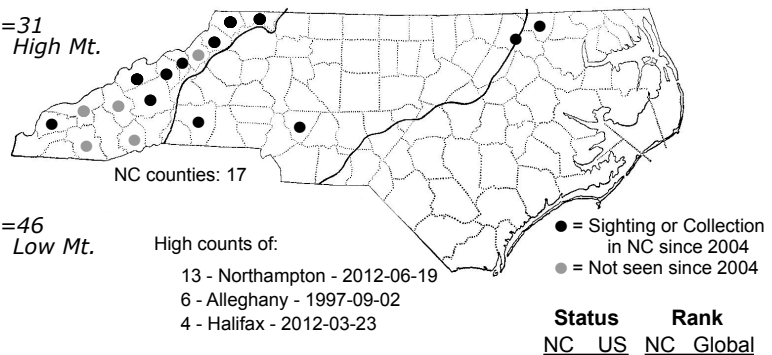 =31
High Mt.
NC counties: 17
=46
Low Mt.
High counts of:
13 - Northampton - 2012-06-19
6 - Alleghany - 1997-09-02
4 - Halifax - 2012-03-23
= Sighting or Collection
in NC since 2004
= Not seen since 2004
Status Rank
NC US NC Global